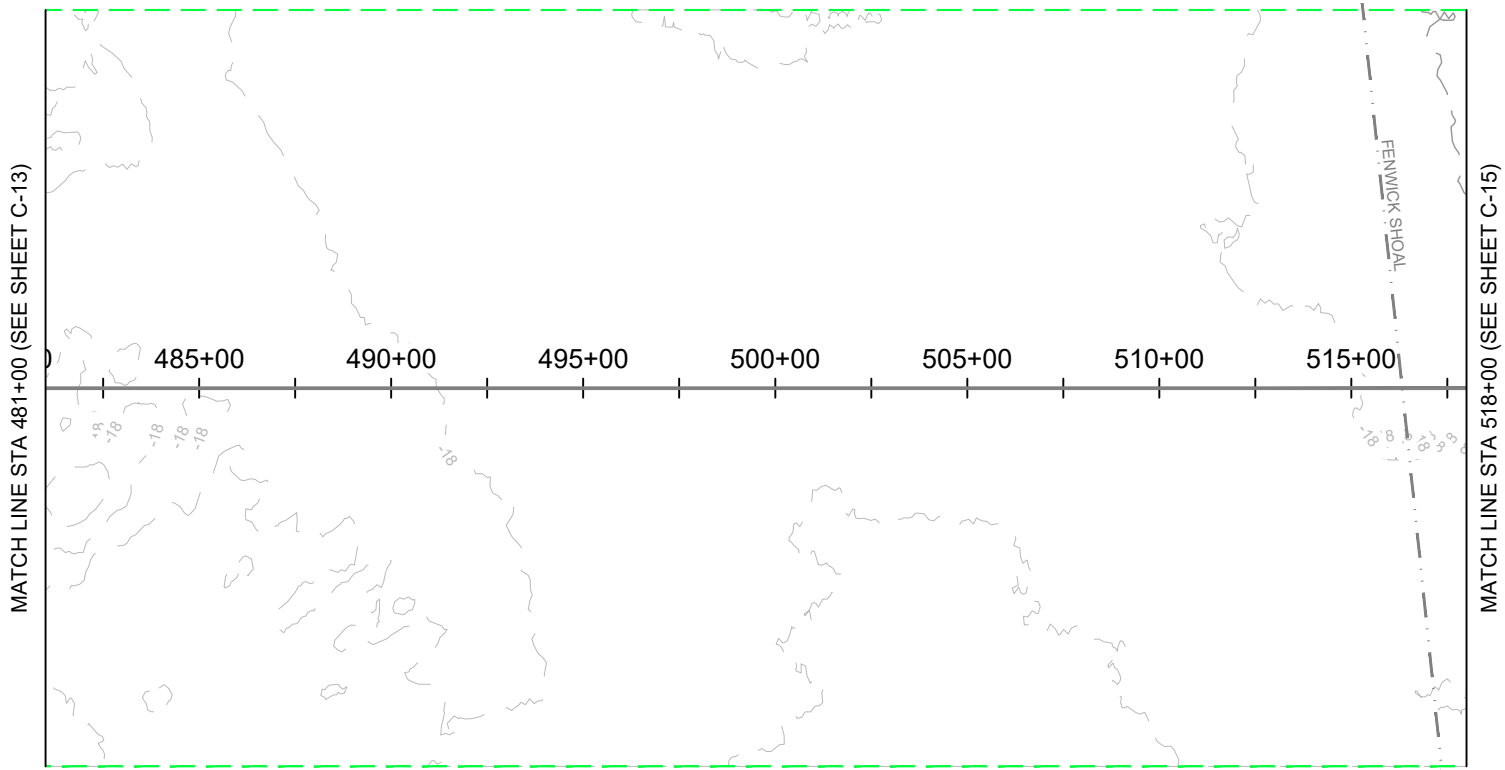 MATCH LINE STA 481+00 (SEE SHEET C-13)
FENWICK SHOAL
MATCH LINE STA 518+00 (SEE SHEET C-15)
485+00 490+00 495+00 500+00 505+00 510+00 515+00
-18 -18 -18 -18
-18
-18